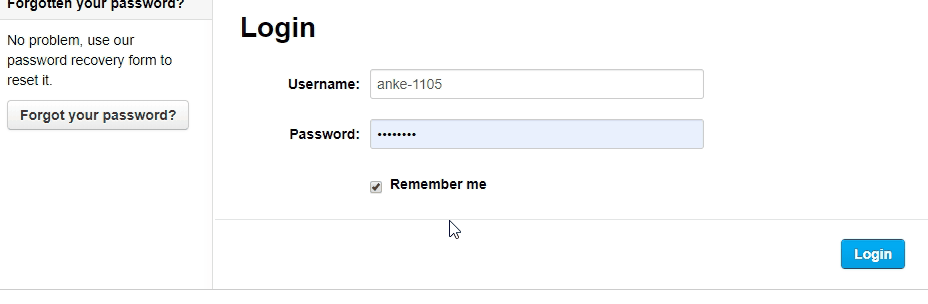 Forgotten your password?
No problem, use our
password recovery form to
reset it.
Forgot your password?
Login
Username: anke-1105
Password: ••••••••
Remember me
Login